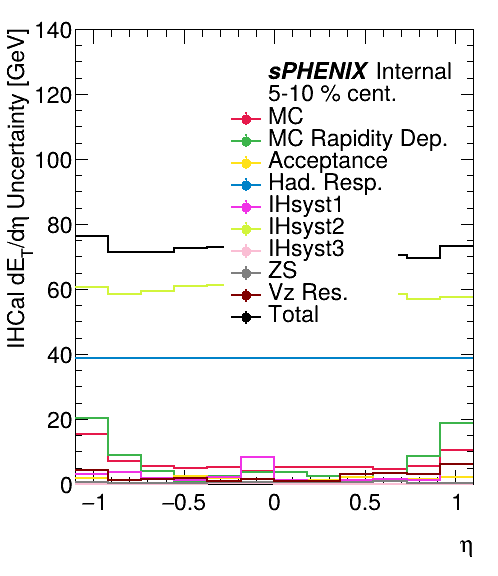 IHCal dE_T/dη Uncertainty [GeV]
140
120
100
80
60
40
20
0
sPHENIX Internal
5-10 % cent.
MC
MC Rapidity Dep.
Acceptance
Had. Resp.
IHsyst1
IHsyst2
IHsyst3
ZS
Vz Res.
Total
−1 −0.5 0 0.5 1
η